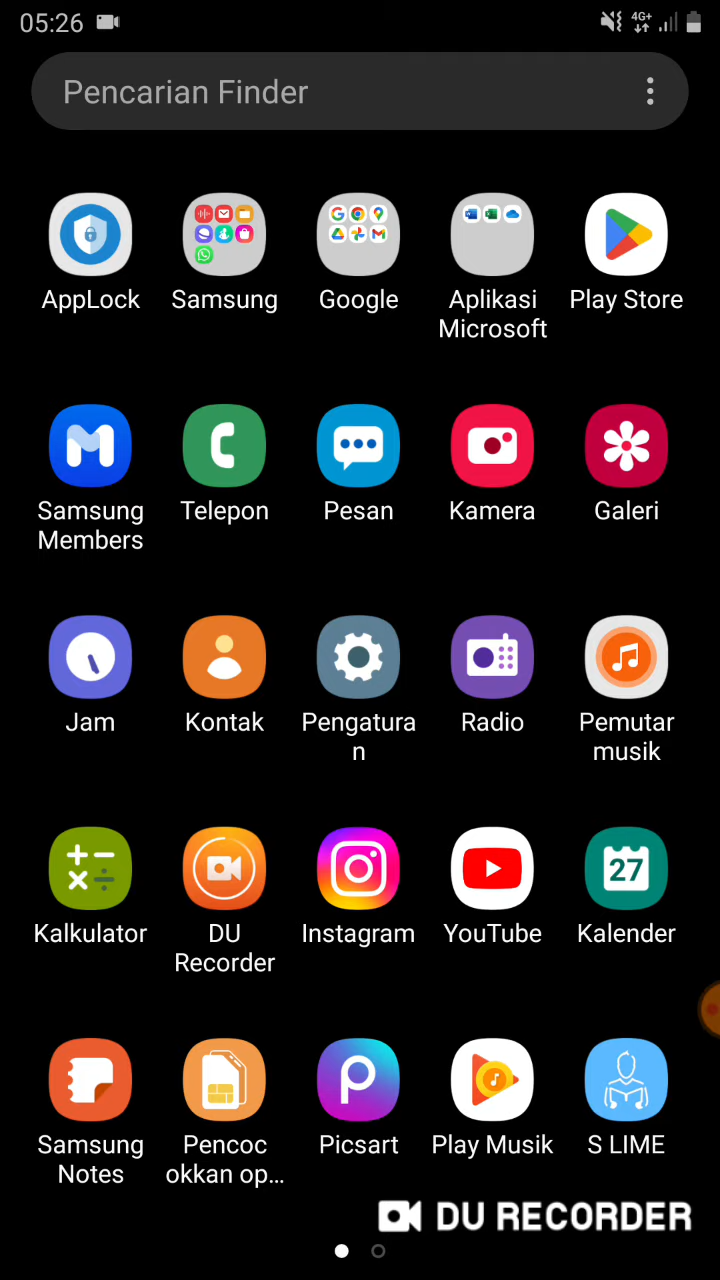 05:26
4G+
Pencarian Finder
AppLock
Samsung
Google
Aplikasi
Microsoft
Play Store
Samsung
Members
Telepon
Pesan
Kamera
Galeri
Jam
Kontak
Pengatura
n
Radio
Pemutar
musik
27
Kalkulator
DU
Recorder
Instagram
YouTube
Kalender
Samsung
Notes
Pencoc
okkan op...
Picsart
Play Musik
S LIME
DU RECORDER